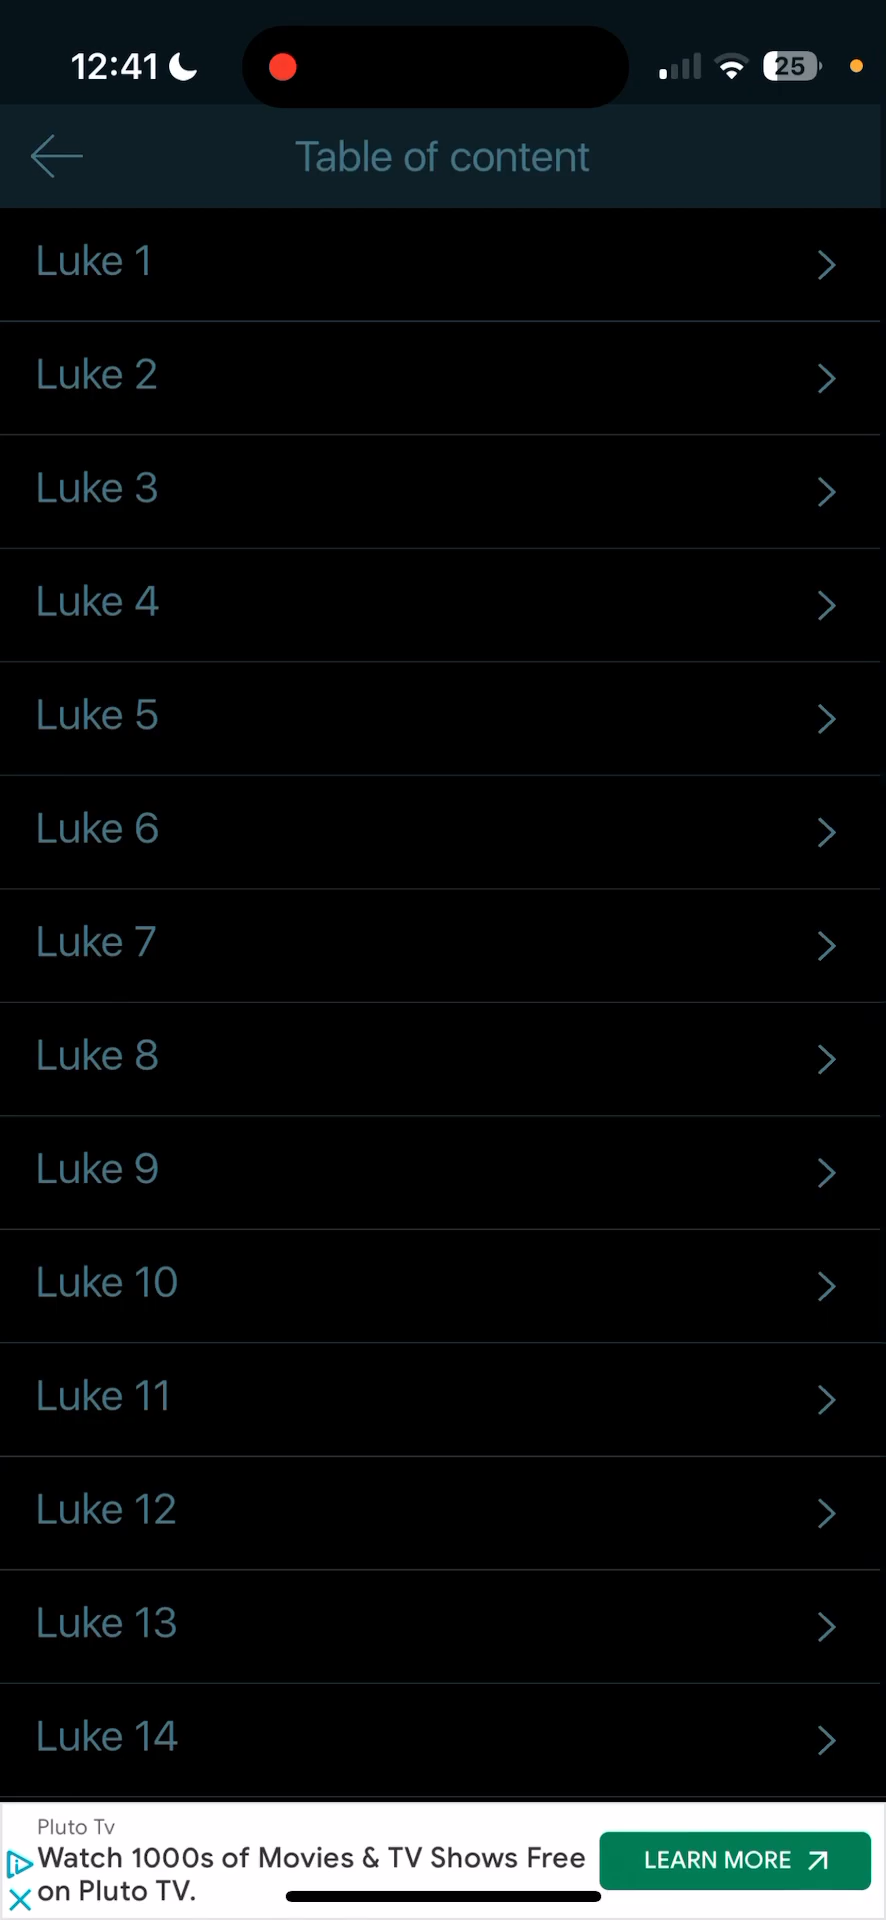 12:41
25
Table of content
Luke 1
Luke 2
Luke 3
Luke 4
Luke 5
Luke 6
Luke 7
Luke 8
Luke 9
Luke 10
Luke 11
Luke 12
Luke 13
Luke 14
Pluto Tv
Watch 1000s of Movies & TV Shows Free
on Pluto TV.
LEARN MORE